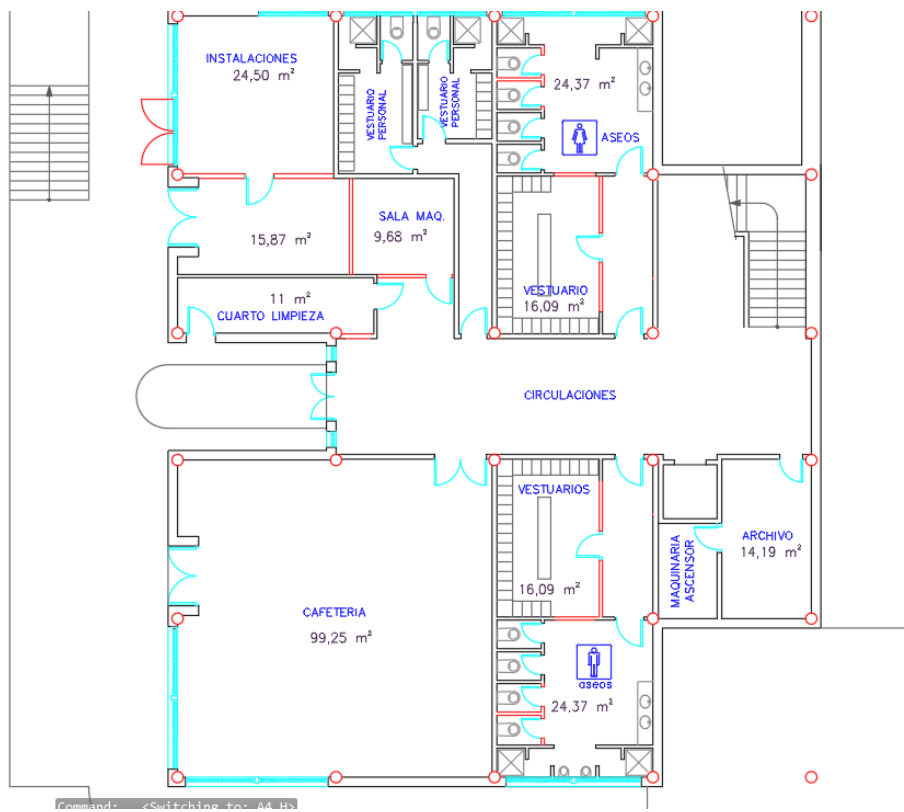 INSTALACIONES
24,50 m²
VESTUARIO
PERSONAL
VESTUARIO
PERSONAL
24,37 m²
ASEOS
15,87 m²
SALA MAQ.
9,68 m²
11 m²
CUARTO LIMPIEZA
VESTUARIO
16,09 m²
CIRCULACIONES
VESTUARIOS
16,09 m²
MAQUINARIA
ASCENSOR
ARCHIVO
14,19 m²
CAFETERIA
99,25 m²
aseos
24,37 m²
Command: <Switching to: A4 H>